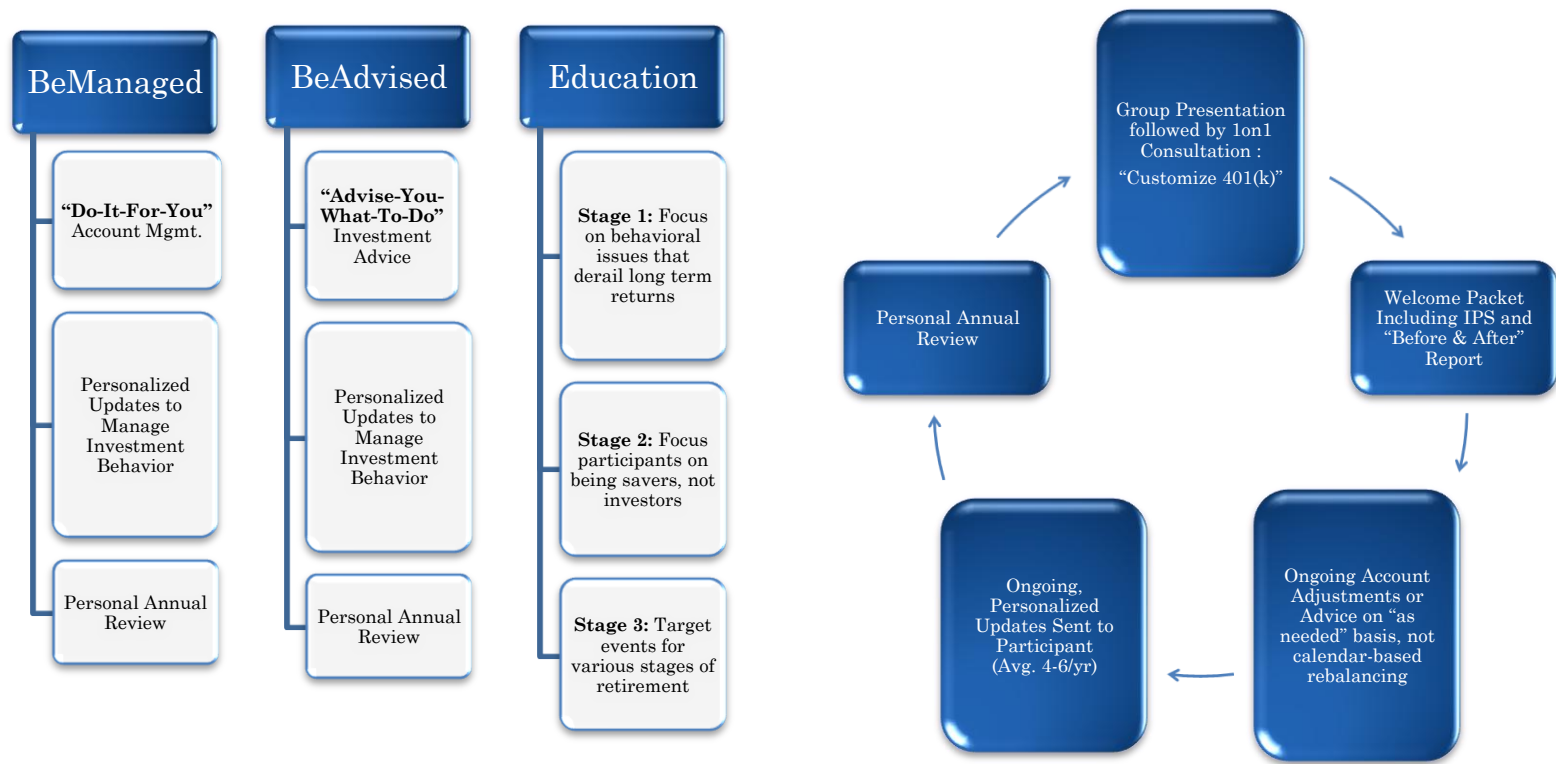 BeManaged
“Do-It-For-You”
Account Mgmt.
Personalized
Updates to
Manage
Investment
Behavior
Personal Annual
Review
BeAdvised
“Advise-You-
What-To-Do”
Investment
Advice
Personalized
Updates to
Manage
Investment
Behavior
Personal Annual
Review
Education
Stage 1: Focus
on behavioral
issues that
derail long term
returns
Stage 2: Focus
participants on
being savers, not
investors
Stage 3: Target
events for
various stages of
retirement
Group Presentation
followed by 1on1
Consultation :
“Customize 401(k)”
Welcome Packet
Including IPS and
“Before & After”
Report
Ongoing Account
Adjustments or
Advice on “as
needed” basis, not
calendar-based
rebalancing
Ongoing,
Personalized
Updates Sent to
Participant
(Avg. 4-6/yr)
Personal Annual
Review